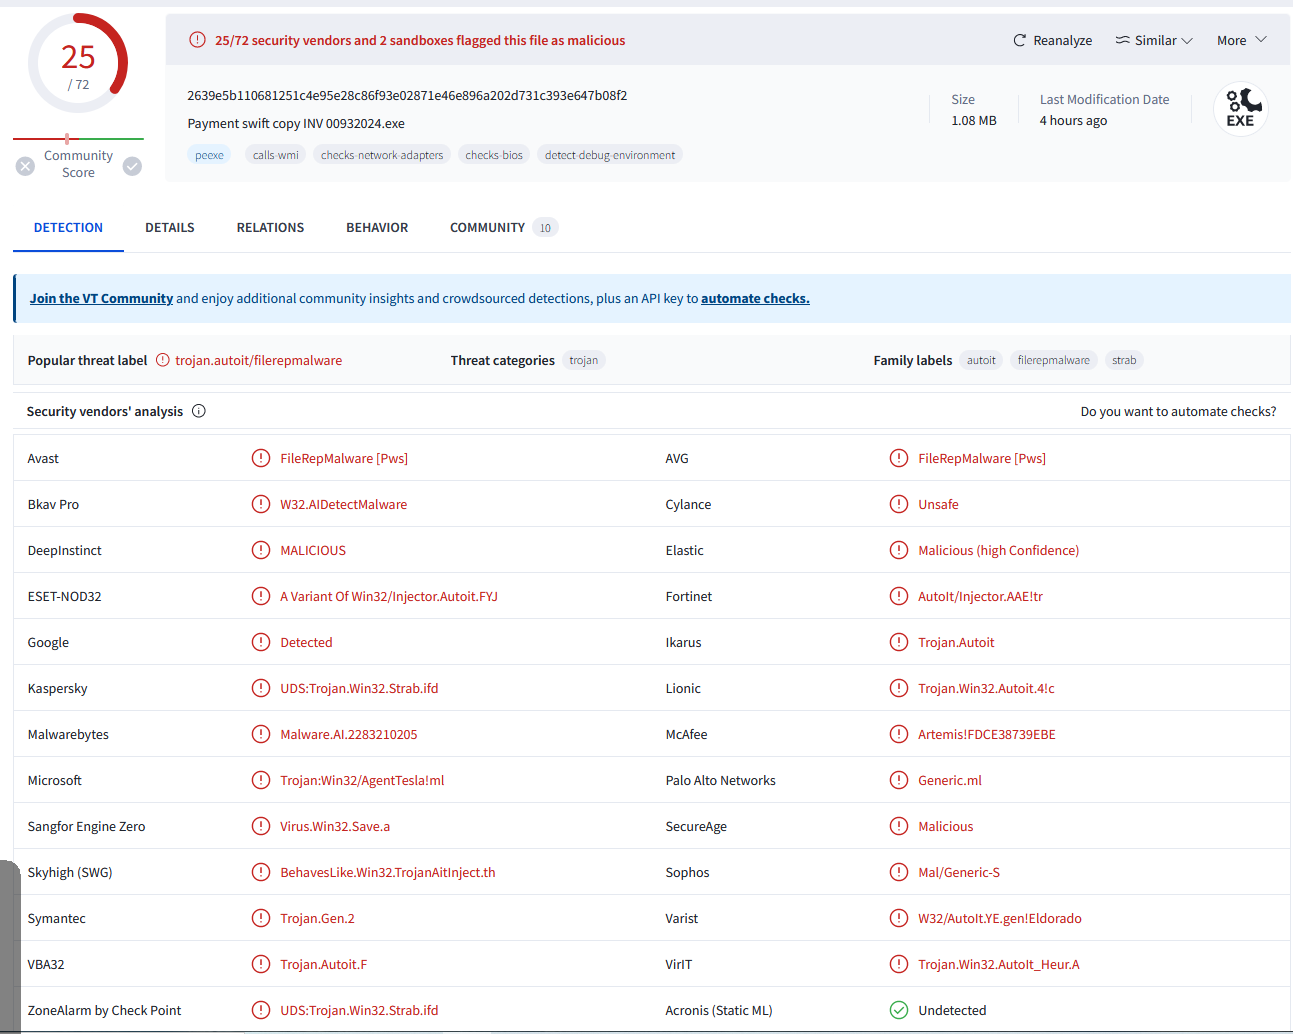 25
/ 72
Community
Score
25/72 security vendors and 2 sandboxes flagged this file as malicious
Reanalyze
Similar
More
2639e5b110681251c4e95e28c86f93e02871e46e896a202d731c393e647b08f2
Payment swift copy INV 00932024.exe
Size
1.08 MB
Last Modification Date
4 hours ago
EXE
peexe
calls-wmi
checks-network-adapters
checks-bios
detect-debug-environment
DETECTION
DETAILS
RELATIONS
BEHAVIOR
COMMUNITY 10
Join the VT Community and enjoy additional community insights and crowdsourced detections, plus an API key to automate checks.
Popular threat label trojan.autoit/filerepmalware
Threat categories trojan
Family labels autoit filerepmalware strab
Security vendors' analysis
Do you want to automate checks?
Avast FileRepMalware [Pws] AVG FileRepMalware [Pws]
Bkav Pro W32.AIDetectMalware Cylance Unsafe
DeepInstinct MALICIOUS Elastic Malicious (high Confidence)
ESET-NOD32 A Variant Of Win32/Injector.Autoit.FYJ Fortinet AutoIt/Injector.AAE!tr
Google Detected Ikarus Trojan.Autoit
Kaspersky UDS:Trojan.Win32.Strab.ifd Lionic Trojan.Win32.Autoit.4!c
Malwarebytes Malware.AI.2283210205 McAfee Artemis!FDCE38739EBE
Microsoft Trojan:Win32/AgentTesla!ml Palo Alto Networks Generic.ml
Sangfor Engine Zero Virus.Win32.Save.a SecureAge Malicious
Skyhigh (SWG) BehavesLike.Win32.TrojanAitInject.th Sophos Mal/Generic-S
Symantec Trojan.Gen.2 Varist W32/AutoIt.YE.gen!Eldorado
VBA32 Trojan.Autoit.F VirIT Trojan.Win32.AutoIt_Heur.A
ZoneAlarm by Check Point UDS:Trojan.Win32.Strab.ifd Acronis (Static ML) Undetected